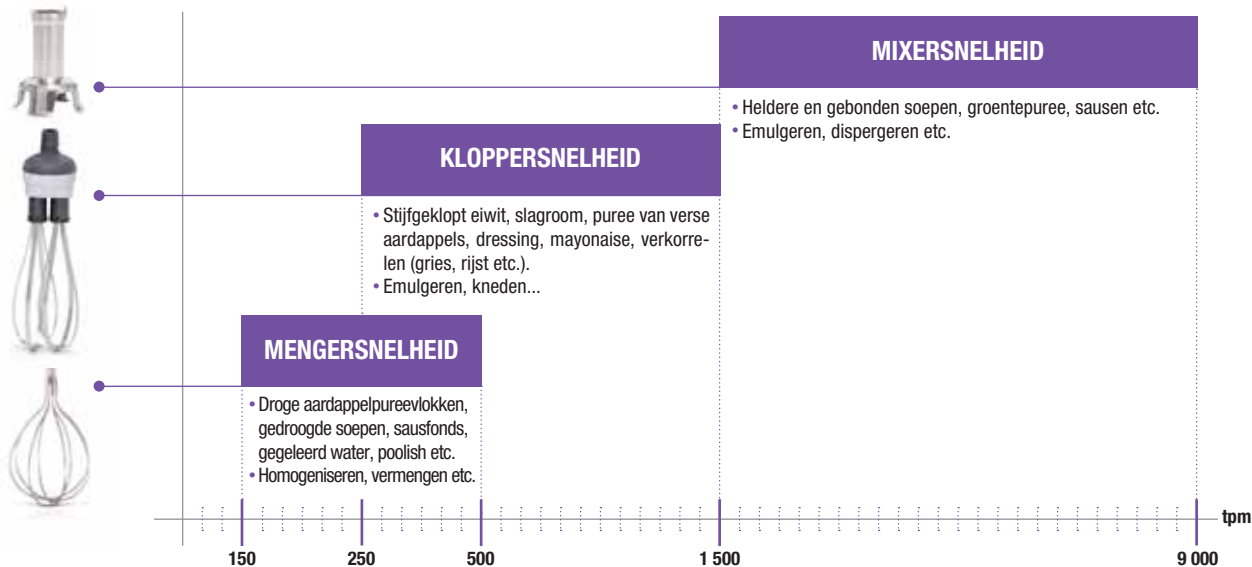 MIXERSNELHEID
• Heldere en gebonden soepen, groentepuree, sausen etc.
• Emulgeren, dispergeren etc.
KLOPPERSNELHEID
• Stijfgeklopt eiwit, slagroom, puree van verse
aardappels, dressing, mayonaise, verkorre-
len (gries, rijst etc.).
• Emulgeren, kneden...
MENGERSNELHEID
• Droge aardappelpureevlokken,
gedroogde soepen, sausfonds,
gegeleerd water, poolish etc.
• Homogeniseren, vermengen etc.
tpm
150 250 500 1 500 9 000